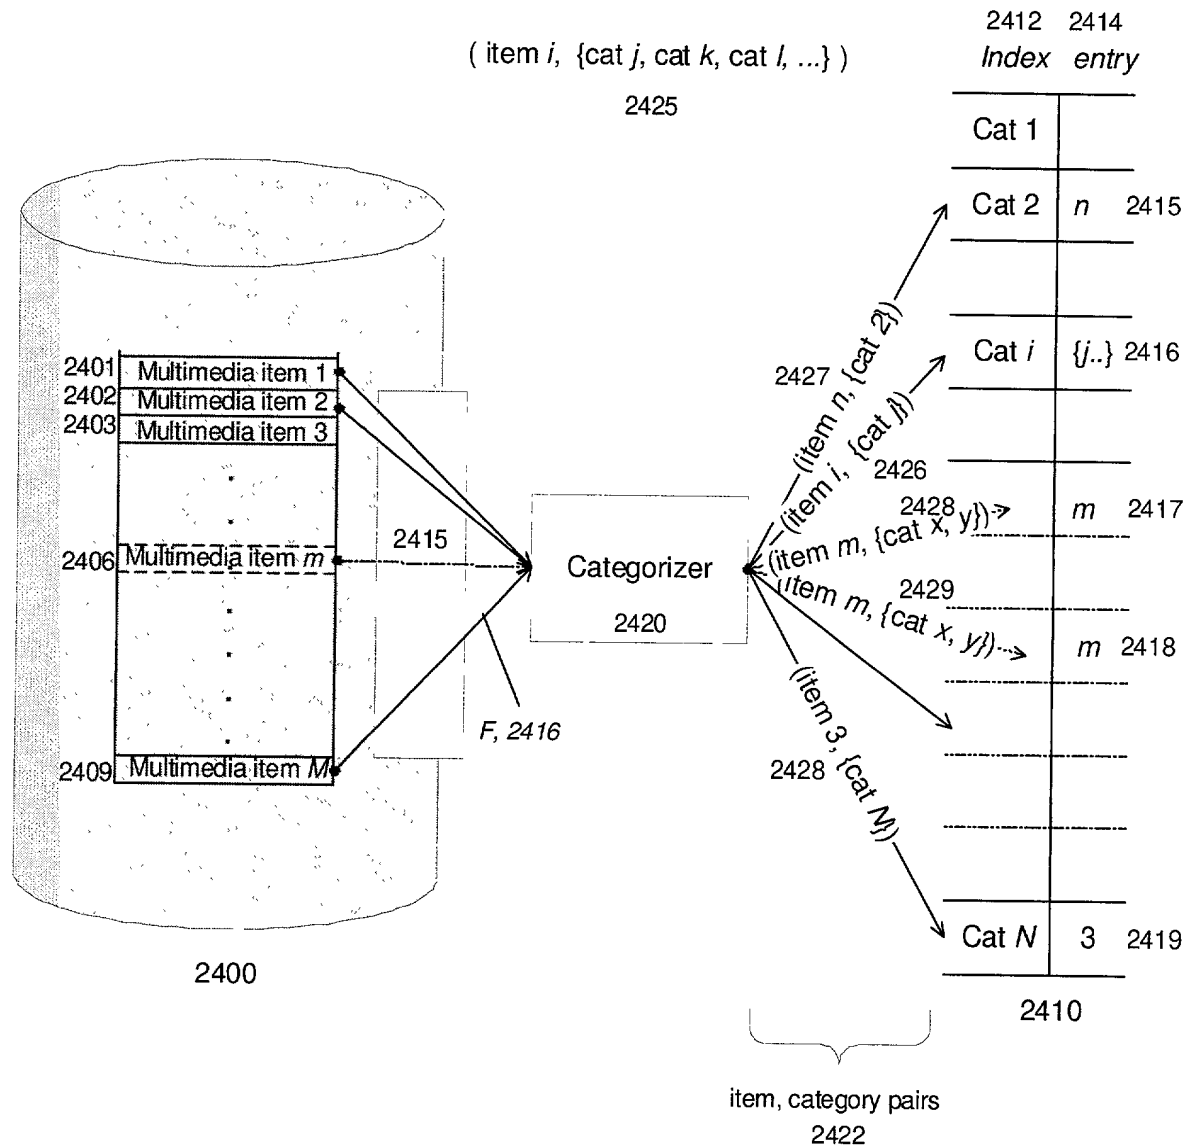 2412 2414
Index entry
( item i, {cat j, cat k, cat l, ...} )
2425
Cat 1
Cat 2 n 2415
Cat i {j..} 2416
m 2417
m 2418
Cat N 3 2419
2410
2401 Multimedia item 1
2402 Multimedia item 2
2403 Multimedia item 3
2406 Multimedia item m
2409 Multimedia item M
2400
2415
F, 2416
Categorizer
2420
2427
(item n, {cat 2})
(item i, {cat j})
2426
2428
(item m, {cat x, y})
2429
(item m, {cat x, y})
(item 3, {cat N})
2428
item, category pairs
2422